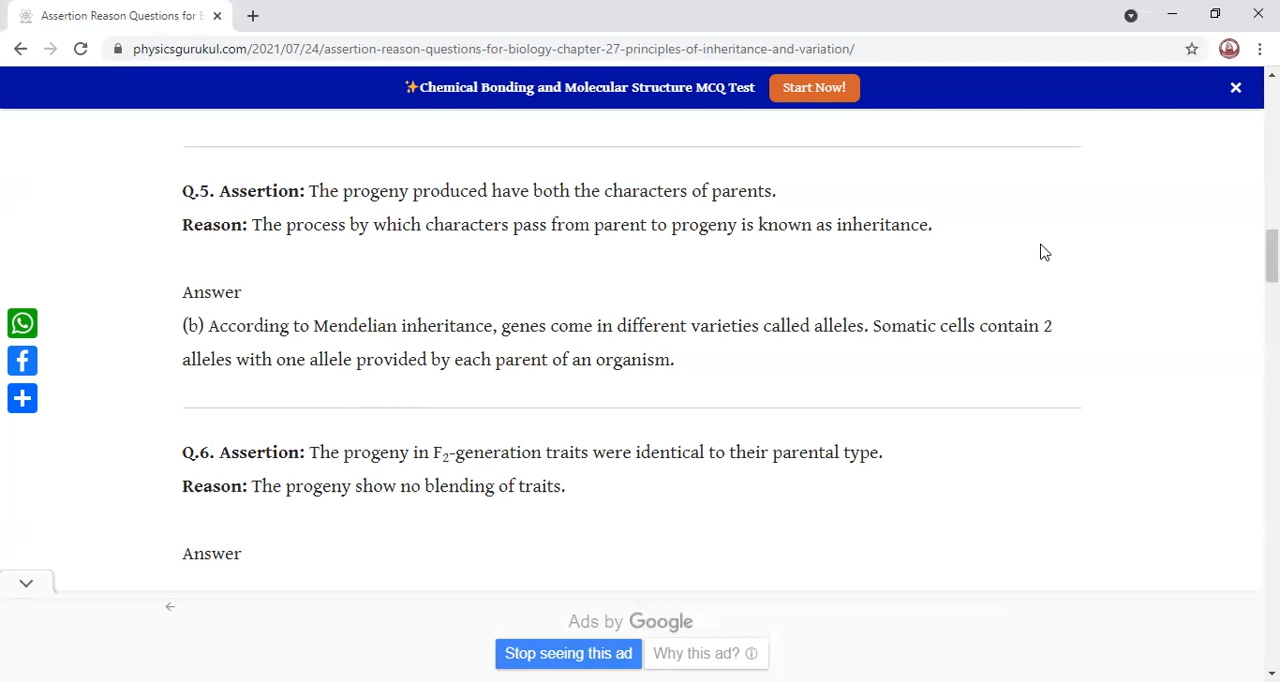 Assertion Reason Questions for
physicsgurukul.com/2021/07/24/assertion-reason-questions-for-biology-chapter-27-principles-of-inheritance-and-variation/
✨Chemical Bonding and Molecular Structure MCQ Test Start Now!
Q.5. Assertion: The progeny produced have both the characters of parents.
Reason: The process by which characters pass from parent to progeny is known as inheritance.
Answer
(b) According to Mendelian inheritance, genes come in different varieties called alleles. Somatic cells contain 2
alleles with one allele provided by each parent of an organism.
Q.6. Assertion: The progeny in F₂-generation traits were identical to their parental type.
Reason: The progeny show no blending of traits.
Answer
Ads by Google
Stop seeing this ad Why this ad?